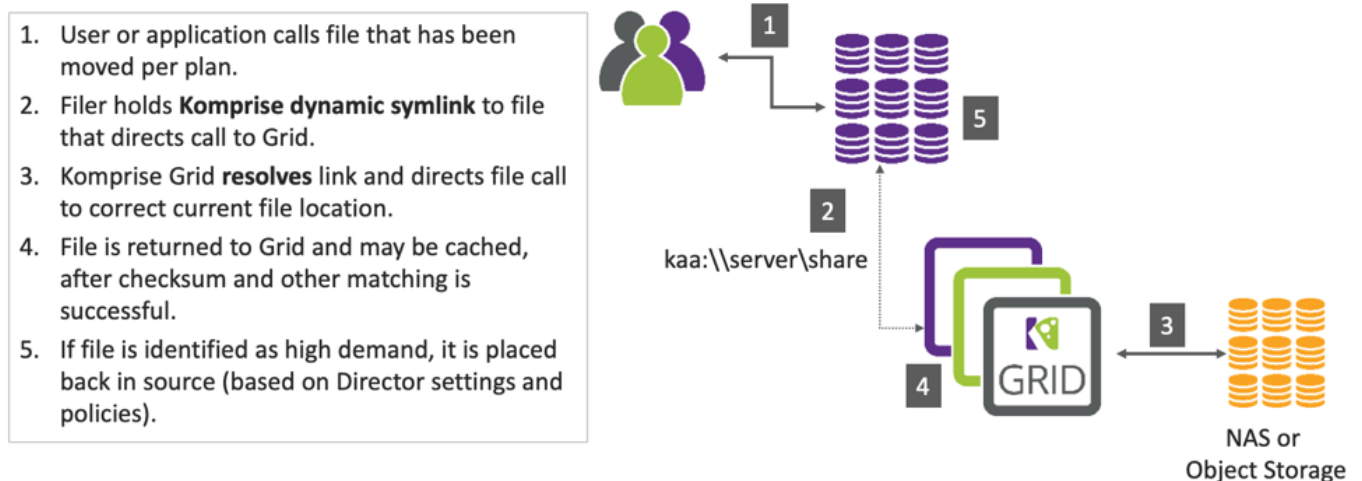 1. User or application calls file that has been
moved per plan.
2. Filer holds Komprise dynamic symlink to file
that directs call to Grid.
3. Komprise Grid resolves link and directs file call
to correct current file location.
4. File is returned to Grid and may be cached,
after checksum and other matching is
successful.
5. If file is identified as high demand, it is placed
back in source (based on Director settings and
policies).
1
5
2
kaa:\\server\share
3
4
K
GRID
NAS or
Object Storage